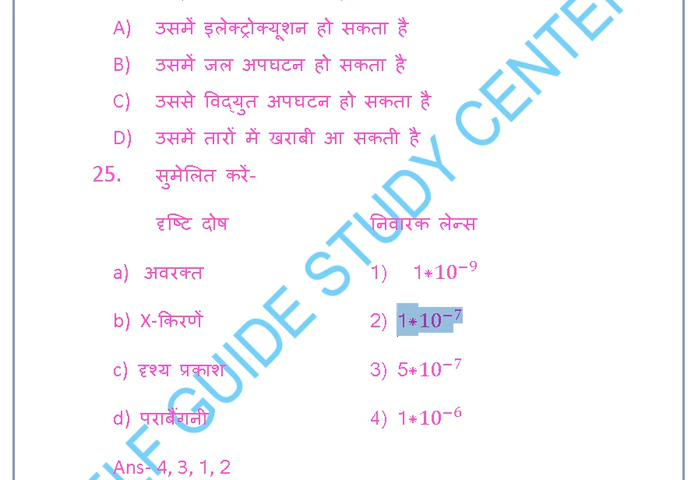 A) उसमें इलेक्ट्रोक्यूशन हो सकता है
B) उसमें जल अपघटन हो सकता है
C) उससे विद्युत अपघटन हो सकता है
D) उसमें तारों में खराबी आ सकती है
25. सुमेलित करें-
दृष्टि दोष निवारक लेन्स
a) अवरक्त 1) 1*10⁻⁹
b) X-किरणें 2) 1*10⁻⁷
c) दृश्य प्रकाश 3) 5*10⁻⁷
d) पराबैंगनी 4) 1*10⁻⁶
Ans- 4, 3, 1, 2
ELF GUIDE STUDY CENTER